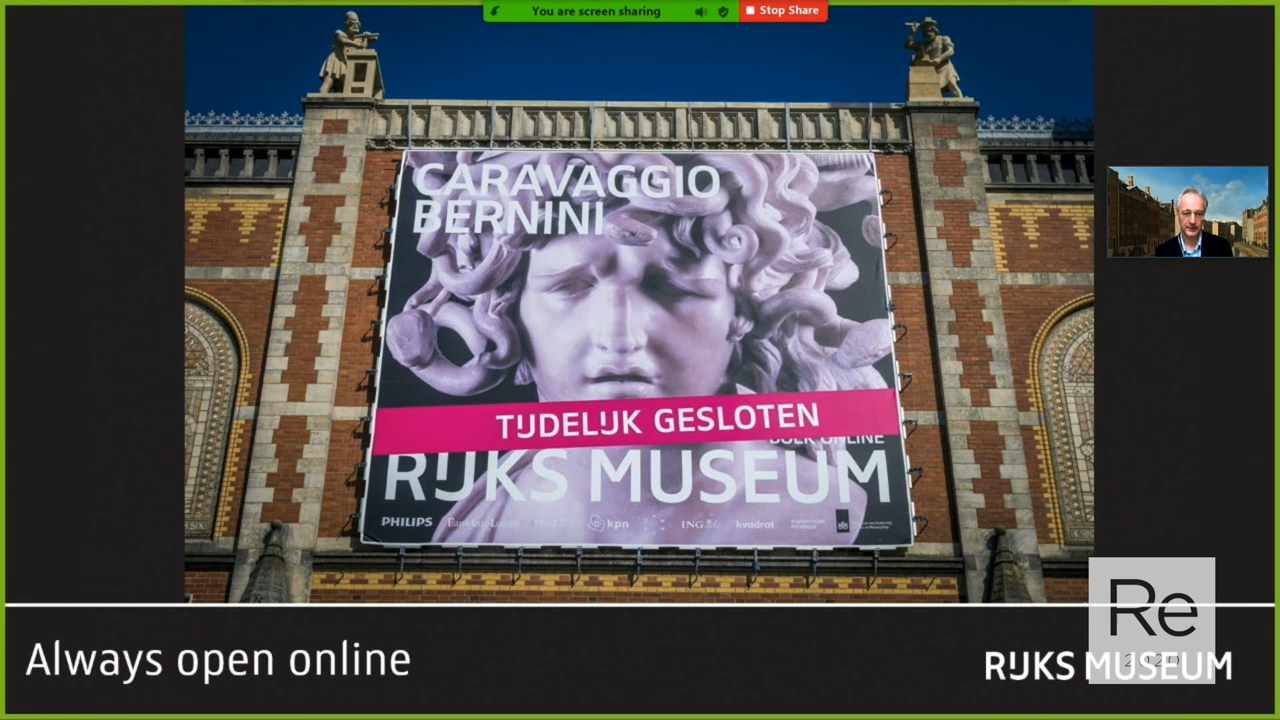 You are screen sharing
Stop Share
CARAVAGGIO
BERNINI
TIJDELIJK GESLOTEN
BOEK ONLINE
RIJKS MUSEUM
PHILIPS
kpn
ING
kvadrat
Always open online
RIJKS MUSEUM
Re
2020